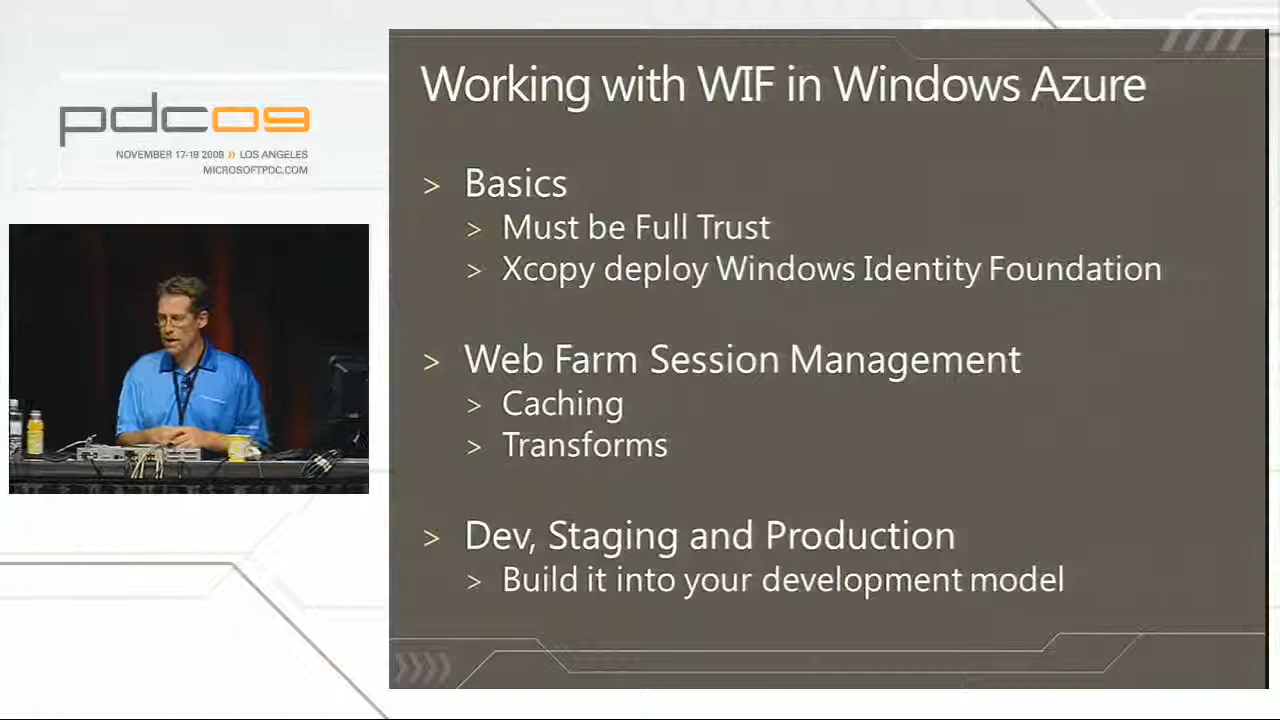 pdc09
NOVEMBER 17-19 2009 » LOS ANGELES
MICROSOFTPDC.COM
Working with WIF in Windows Azure
> Basics
> Must be Full Trust
> Xcopy deploy Windows Identity Foundation
> Web Farm Session Management
> Caching
> Transforms
> Dev, Staging and Production
> Build it into your development model